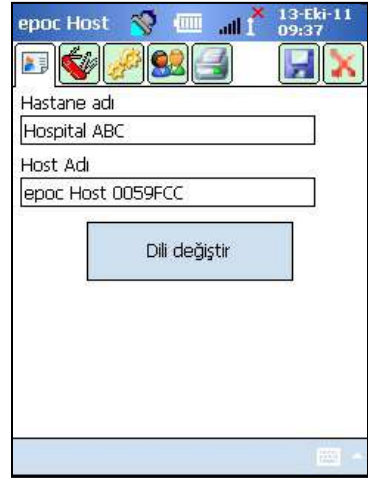 epoc Host
13-Eki-11
09:37
Hastane adı
Hospital ABC
Host Adı
epoc Host 0059FCC
Dili değiştir